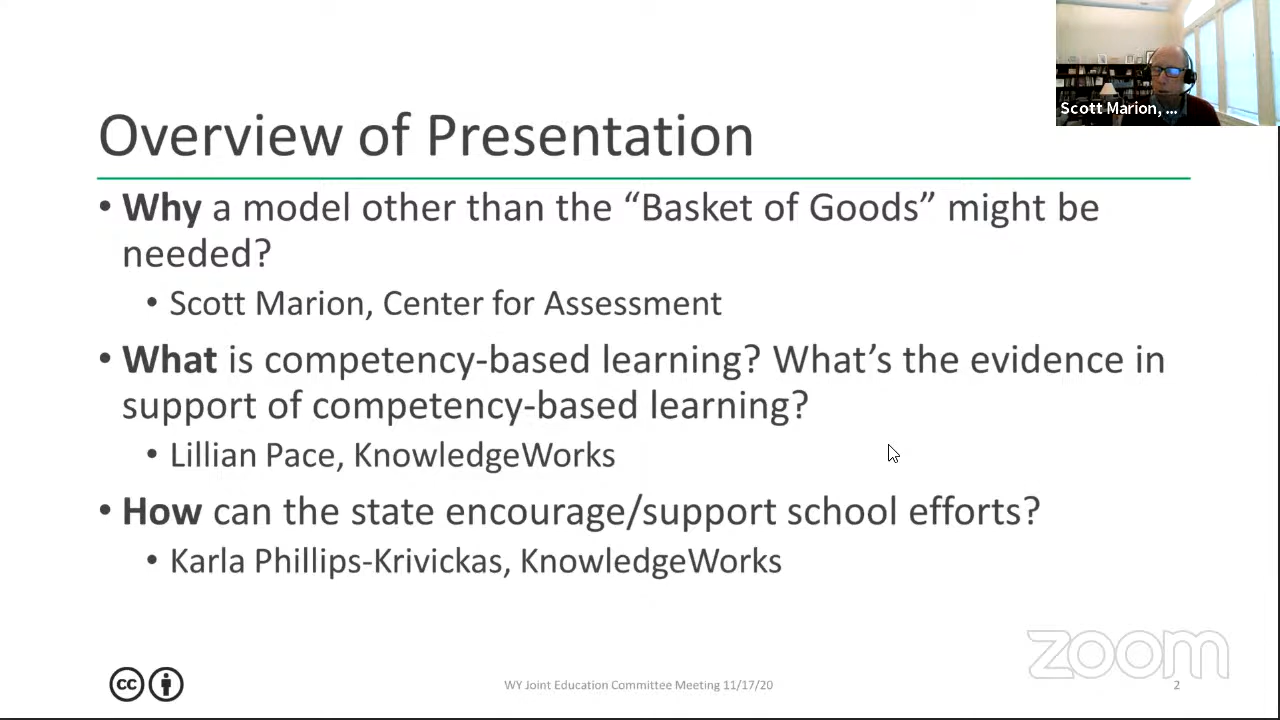 Scott Marion, ...
Overview of Presentation
• Why a model other than the “Basket of Goods” might be
needed?
• Scott Marion, Center for Assessment
• What is competency-based learning? What’s the evidence in
support of competency-based learning?
• Lillian Pace, KnowledgeWorks
• How can the state encourage/support school efforts?
• Karla Phillips-Krivickas, KnowledgeWorks
zoom
cc
WY Joint Education Committee Meeting 11/17/20
2